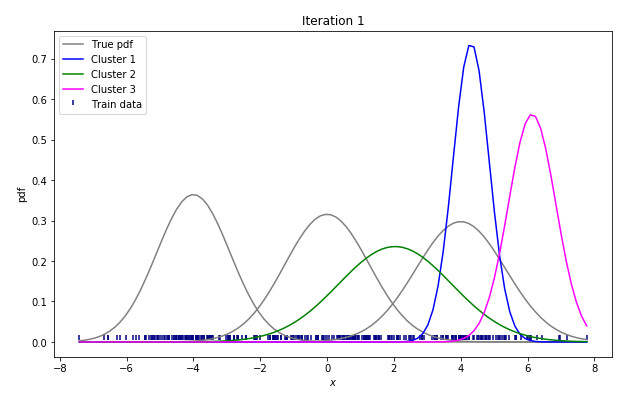 Iteration 1
True pdf
Cluster 1
Cluster 2
Cluster 3
Train data
pdf
0.7
0.6
0.5
0.4
0.3
0.2
0.1
0.0
−8 −6 −4 −2 0 2 4 6 8
x